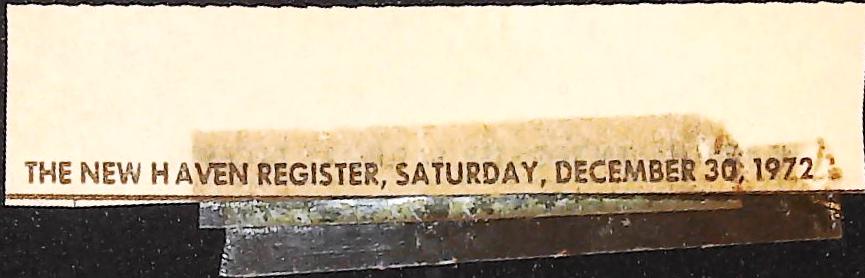 THE NEW HAVEN REGISTER, SATURDAY, DECEMBER 30, 1972